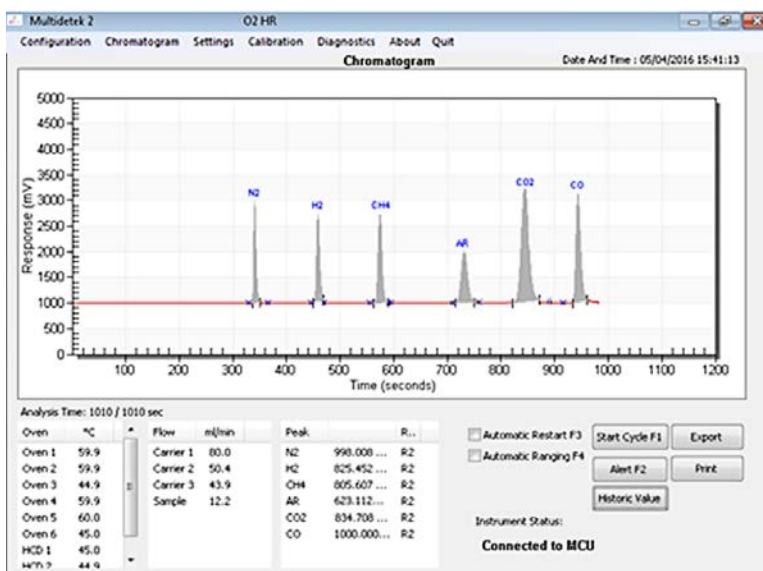 Multidetek 2 O2 HR
Configuration Chromatogram Settings Calibration Diagnostics About Quit
Chromatogram Date And Time : 05/04/2016 15:41:13
5000
4500
4000
3500
3000
2500
2000
1500
1000
500
0
Response (mV)
N2 H2 CH4 AR CO2 CO
100 200 300 400 500 600 700 800 900 1000 1100 1200
Time (seconds)
Analysis Time: 1010 / 1010 sec
Oven °C
Oven 1 59.9
Oven 2 59.9
Oven 3 44.9
Oven 4 59.9
Oven 5 60.0
Oven 6 45.0
HCD 1 45.0
HCD 2 44.9
Flow ml/min
Carrier 1 80.0
Carrier 2 50.4
Carrier 3 43.9
Sample 12.2
Peak R...
N2 998.008 ... R2
H2 825.452 ... R2
CH4 805.607 ... R2
AR 623.112... R2
CO2 834.708 ... R2
CO 1000.000... R2
Automatic Restart F3
Automatic Ranging F4
Start Cycle F1 Export
Alert F2 Print
Historic Value
Instrument Status:
Connected to MCU